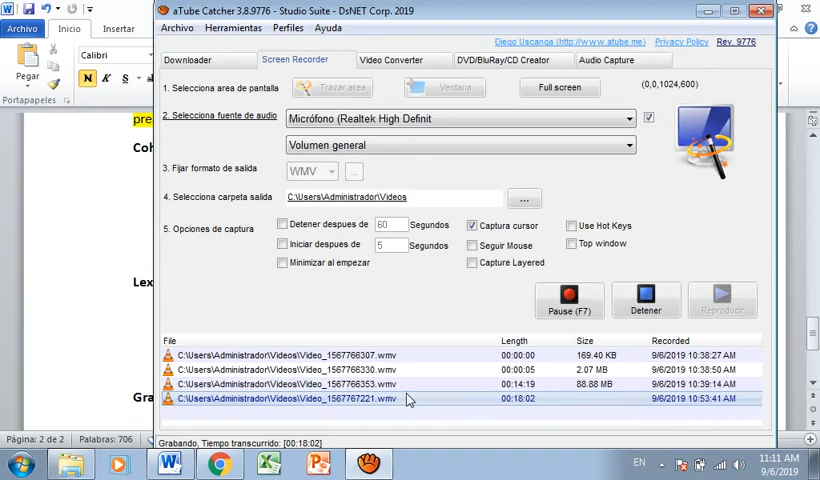 aTube Catcher 3.8.9776 - DsNET Corp. 2019 - Studio Suite - DsNET Corp. 2019
Archivo Herramientas Perfiles Ayuda
Diego Uscanga (http://www.atube.me) Privacy Policy Rev. 9776
Downloader Screen Recorder Video Converter DVD/BluRay/CD Creator Audio Capture
1. Selecciona area de pantalla Trazar area Ventana Full screen (0,0,1024,600)
2. Selecciona fuente de audio Micrófono (Realtek High Definit
Volumen general
3. Fijar formato de salida WMV ...
4. Selecciona carpeta salida C:\Users\Administrador\Videos ...
5. Opciones de captura Detener despues de 60 Segundos Captura cursor Use Hot Keys
Iniciar despues de 5 Segundos Seguir Mouse Top window
Minimizar al empezar Capture Layered
Pause (F7) Detener Reproducir
File Length Size Recorded
C:\Users\Administrador\Videos\Video_1567766307.wmv 00:00:00 169.40 KB 9/6/2019 10:38:27 AM
C:\Users\Administrador\Videos\Video_1567766330.wmv 00:00:05 2.07 MB 9/6/2019 10:38:50 AM
C:\Users\Administrador\Videos\Video_1567766353.wmv 00:14:19 88.88 MB 9/6/2019 10:39:14 AM
C:\Users\Administrador\Videos\Video_1567767221.wmv 00:18:02 9/6/2019 10:53:41 AM
Grabando, Tiempo transcurrido: [00:18:02]
Archivo Inicio Insertar
Pegar Calibri
N K S
Portapapeles
pre
Coh
Lex
Gra
Página: 2 de 2 Palabras: 706
EN 11:11 AM
9/6/2019